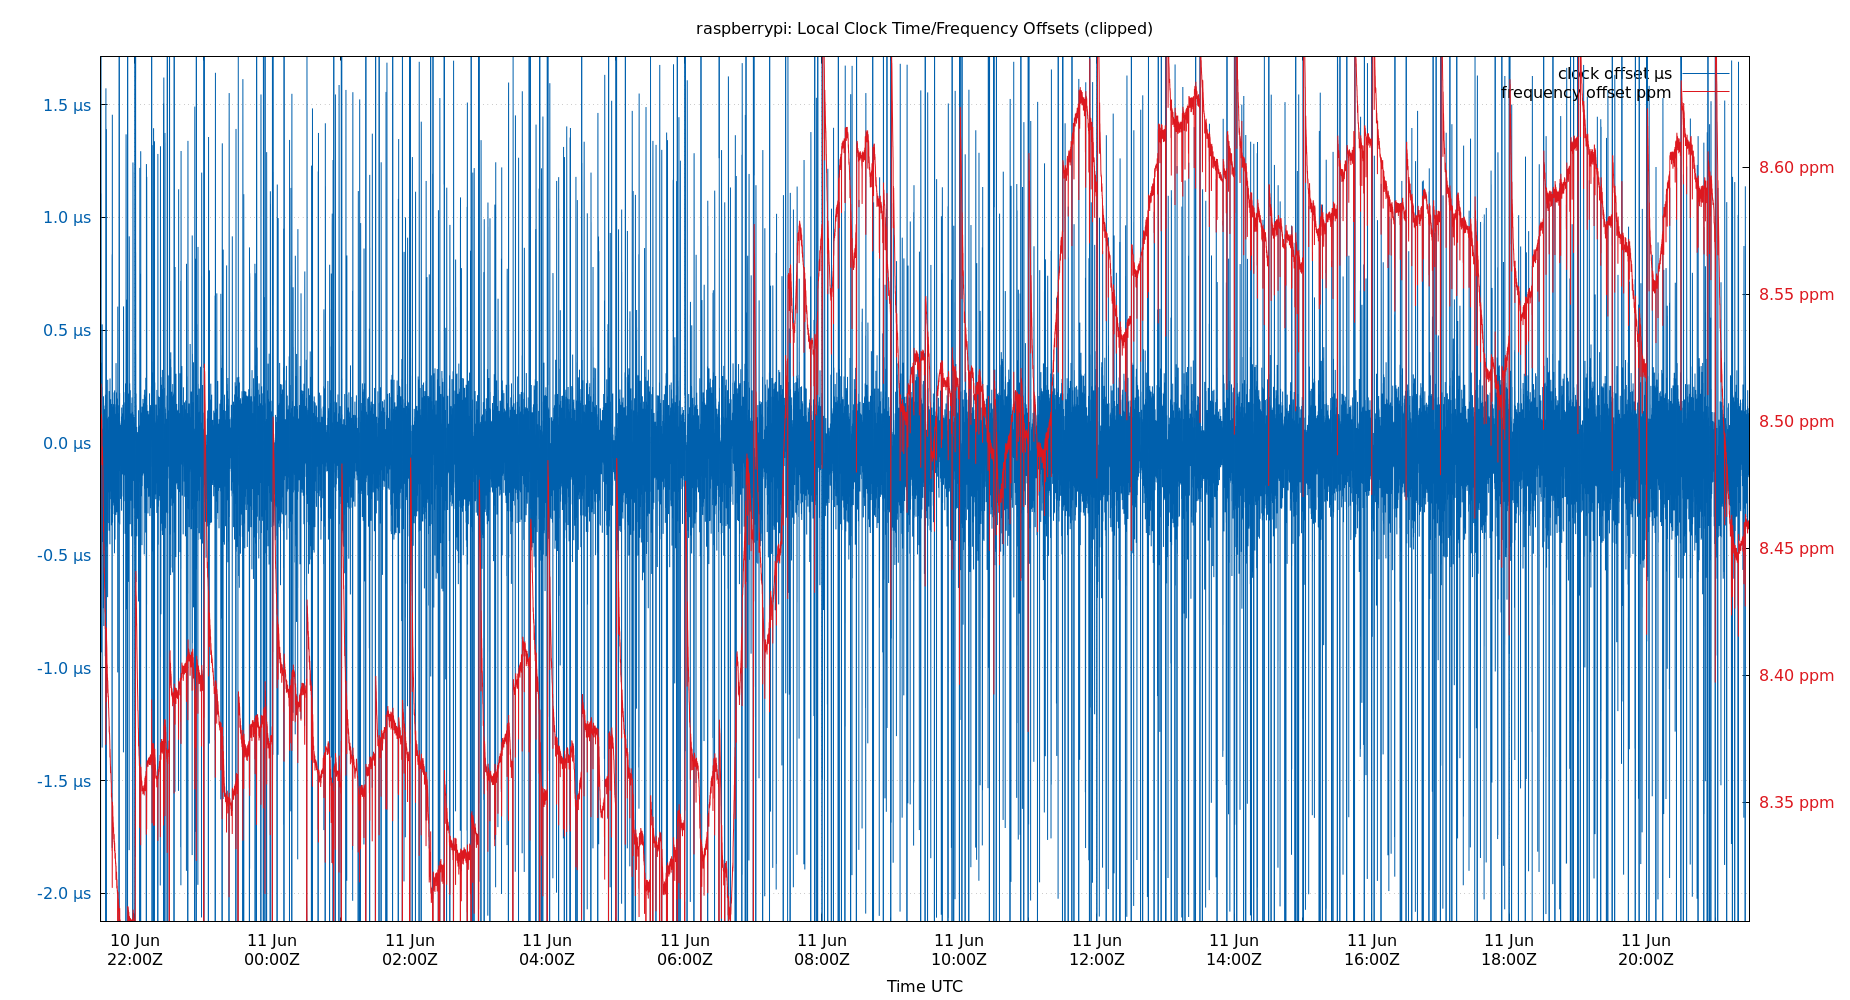 raspberrypi: Local Clock Time/Frequency Offsets (clipped)
clock offset µs
frequency offset ppm
1.5 µs
1.0 µs
0.5 µs
0.0 µs
-0.5 µs
-1.0 µs
-1.5 µs
-2.0 µs
8.60 ppm
8.55 ppm
8.50 ppm
8.45 ppm
8.40 ppm
8.35 ppm
10 Jun 11 Jun 11 Jun 11 Jun 11 Jun 11 Jun 11 Jun 11 Jun 11 Jun 11 Jun 11 Jun 11 Jun
22:00Z 00:00Z 02:00Z 04:00Z 06:00Z 08:00Z 10:00Z 12:00Z 14:00Z 16:00Z 18:00Z 20:00Z
Time UTC